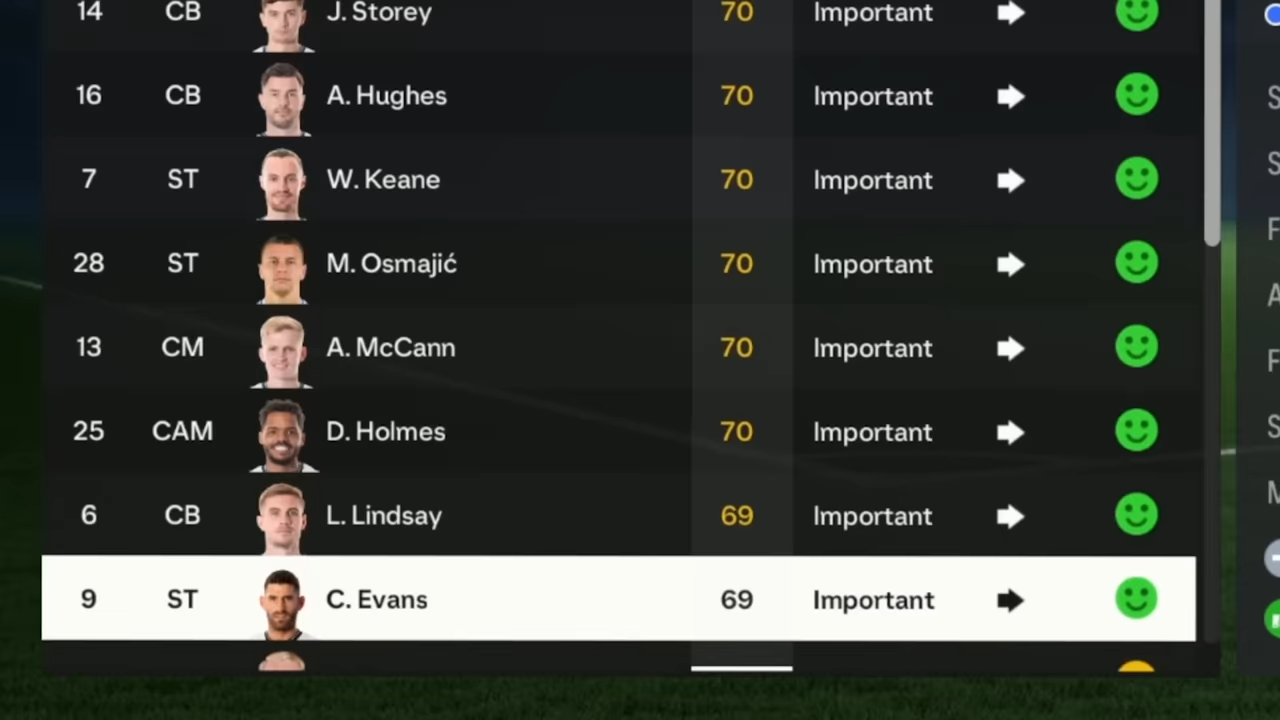 14 CB J. Storey 70 Important
S
16 CB A. Hughes 70 Important
S
7 ST W. Keane 70 Important
F
28 ST M. Osmajić 70 Important
A
13 CM A. McCann 70 Important
F
25 CAM D. Holmes 70 Important
S
6 CB L. Lindsay 69 Important
M
9 ST C. Evans 69 Important